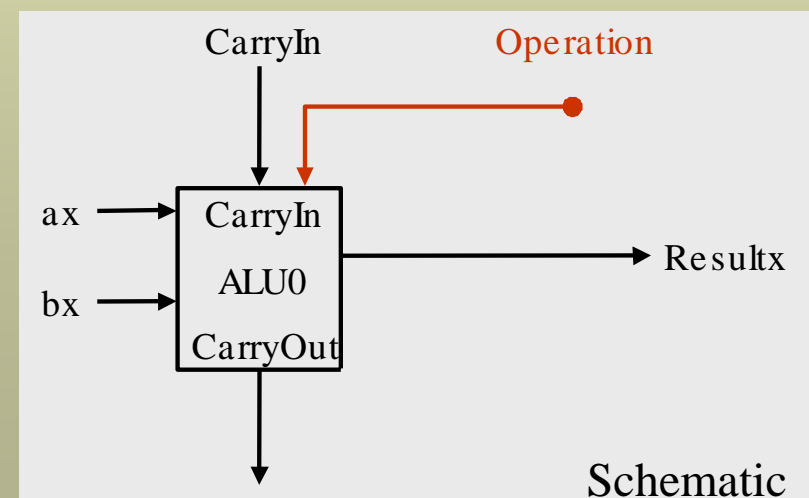 CarryIn
Operation
ax
CarryIn
Resultx
ALU0
bx
CarryOut
Schematic